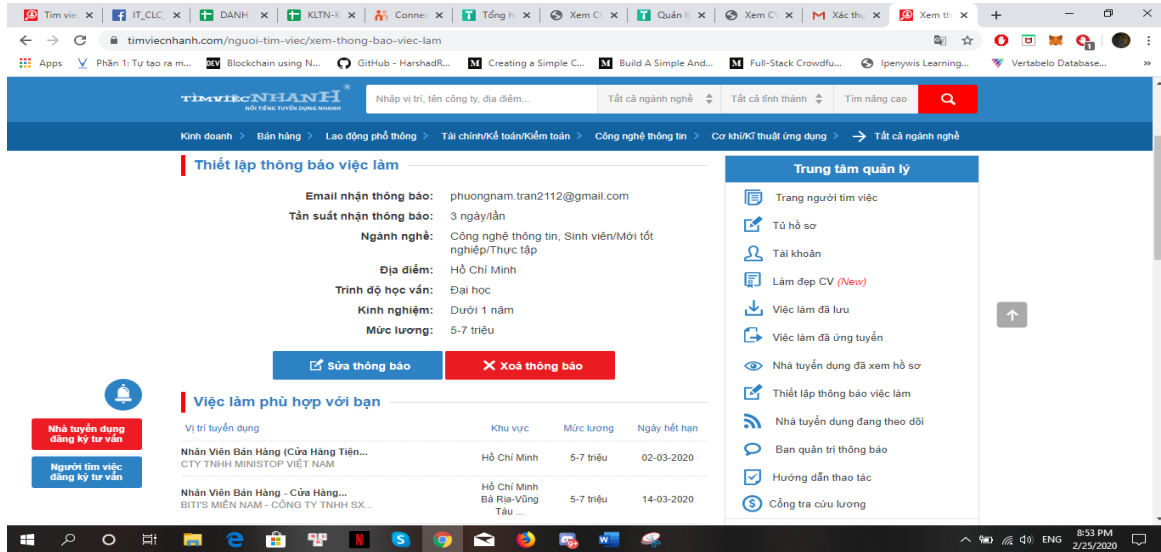 Tim vie
IT_CLC_
DANH
KLTN-K
Connec
Tổng h
Xem C
Quản l
Xem C
Xác thu
Xem th
timviecnhanh.com/nguoi-tim-viec/xem-thong-bao-viec-lam
Apps
Phần 1: Tự tạo ra m...
Blockchain using N...
GitHub - HarshadR...
Creating a Simple C...
Build A Simple And...
Full-Stack Crowdfu...
Ipenywis Learning...
Vertabelo Database...
»
TÌMVIỆCNHANH®
NỐI TIẾNG TUYỂN DỤNG NHANH
Nhập vị trí, tên công ty, địa điểm...
Tất cả ngành nghề
Tất cả tỉnh thành
Tìm nâng cao
Kinh doanh >
Bán hàng >
Lao động phổ thông >
Tài chính/Kế toán/Kiểm toán >
Công nghệ thông tin >
Cơ khí/Kĩ thuật ứng dụng >
Tất cả ngành nghề
Thiết lập thông báo việc làm
Email nhận thông báo: phuongnam.tran2112@gmail.com
Tần suất nhận thông báo: 3 ngày/lần
Ngành nghề: Công nghệ thông tin, Sinh viên/Mới tốt
nghiệp/Thực tập
Địa điểm: Hồ Chí Minh
Trình độ học vấn: Đại học
Kinh nghiệm: Dưới 1 năm
Mức lương: 5-7 triệu
Sửa thông báo
Xoá thông báo
Việc làm phù hợp với bạn
Vị trí tuyển dụng
Khu vực
Mức lương
Ngày hết hạn
Nhân Viên Bán Hàng (Cửa Hàng Tiện...
CTY TNHH MINISTOP VIỆT NAM
Hồ Chí Minh
5-7 triệu
02-03-2020
Nhân Viên Bán Hàng - Cửa Hàng...
BITI'S MIỀN NAM - CÔNG TY TNHH SX...
Hồ Chí Minh
Bà Rịa-Vũng
Tàu ...
5-7 triệu
14-03-2020
Trung tâm quản lý
Trang người tìm việc
Tủ hồ sơ
Tài khoản
Làm đẹp CV (New)
Việc làm đã lưu
Việc làm đã ứng tuyển
Nhà tuyển dụng đã xem hồ sơ
Thiết lập thông báo việc làm
Nhà tuyển dụng đang theo dõi
Ban quản trị thông báo
Hướng dẫn thao tác
Cổng tra cứu lương
Nhà tuyển dụng
đăng ký tư vấn
Người tìm việc
đăng ký tư vấn
ENG
8:53 PM
2/25/2020